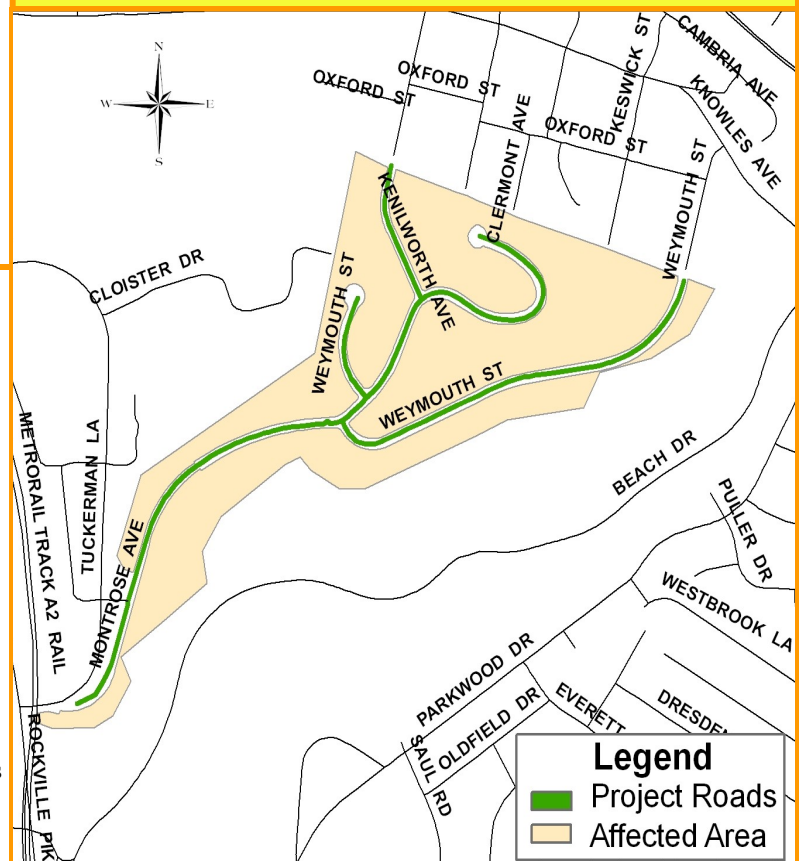 N
W
E
S
CAMBRIA AVE
KESWICK ST
OXFORD ST
OXFORD ST
KNOWLES AVE
CLERMONT AVE
OXFORD ST
WEYMOUTH ST
KENILWORTH AVE
CLOISTER DR
WEYMOUTH ST
WEYMOUTH ST
METRORAIL TRACK A2 RAIL
TUCKERMAN LA
BEACH DR
PULLER DR
MONTROSE AVE
WESTBROOK LA
PARKWOOD DR
OLDFIELD DR
EVERETT
DRESDEN
SAUL RD
ROCKVILLE PIK
Legend
Project Roads
Affected Area